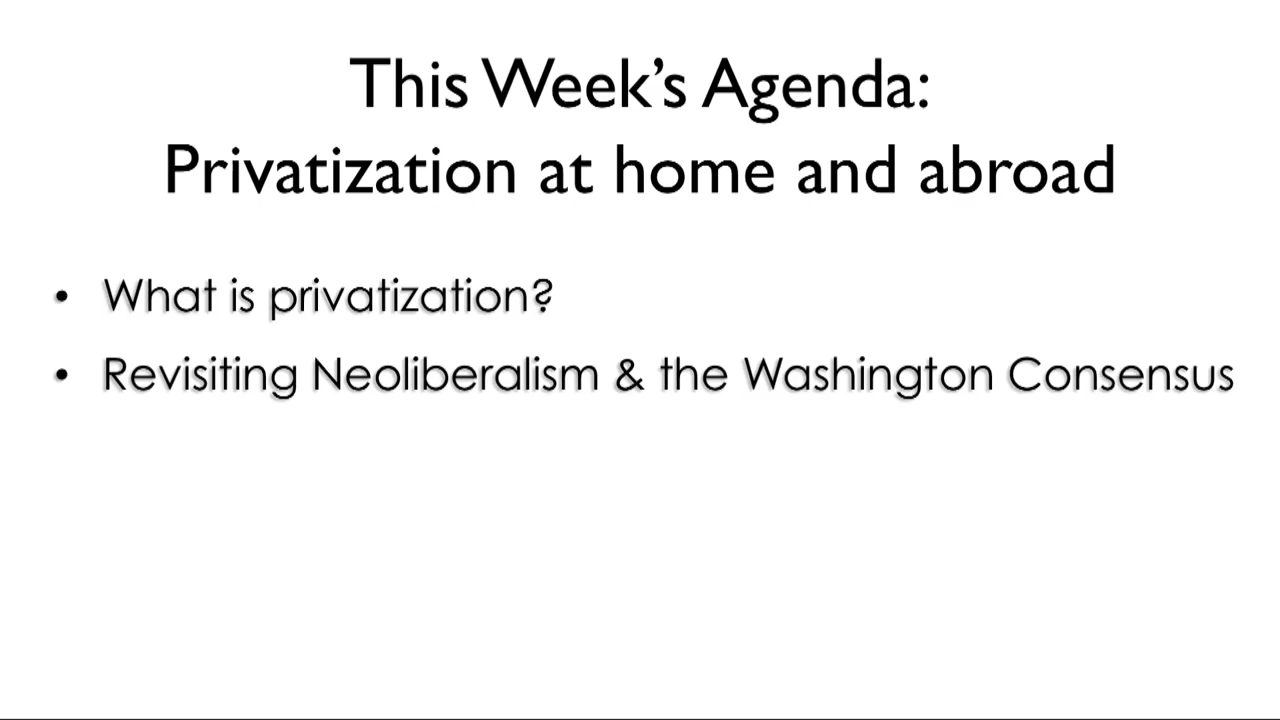 This Week’s Agenda:
Privatization at home and abroad
• What is privatization?
• Revisiting Neoliberalism & the Washington Consensus